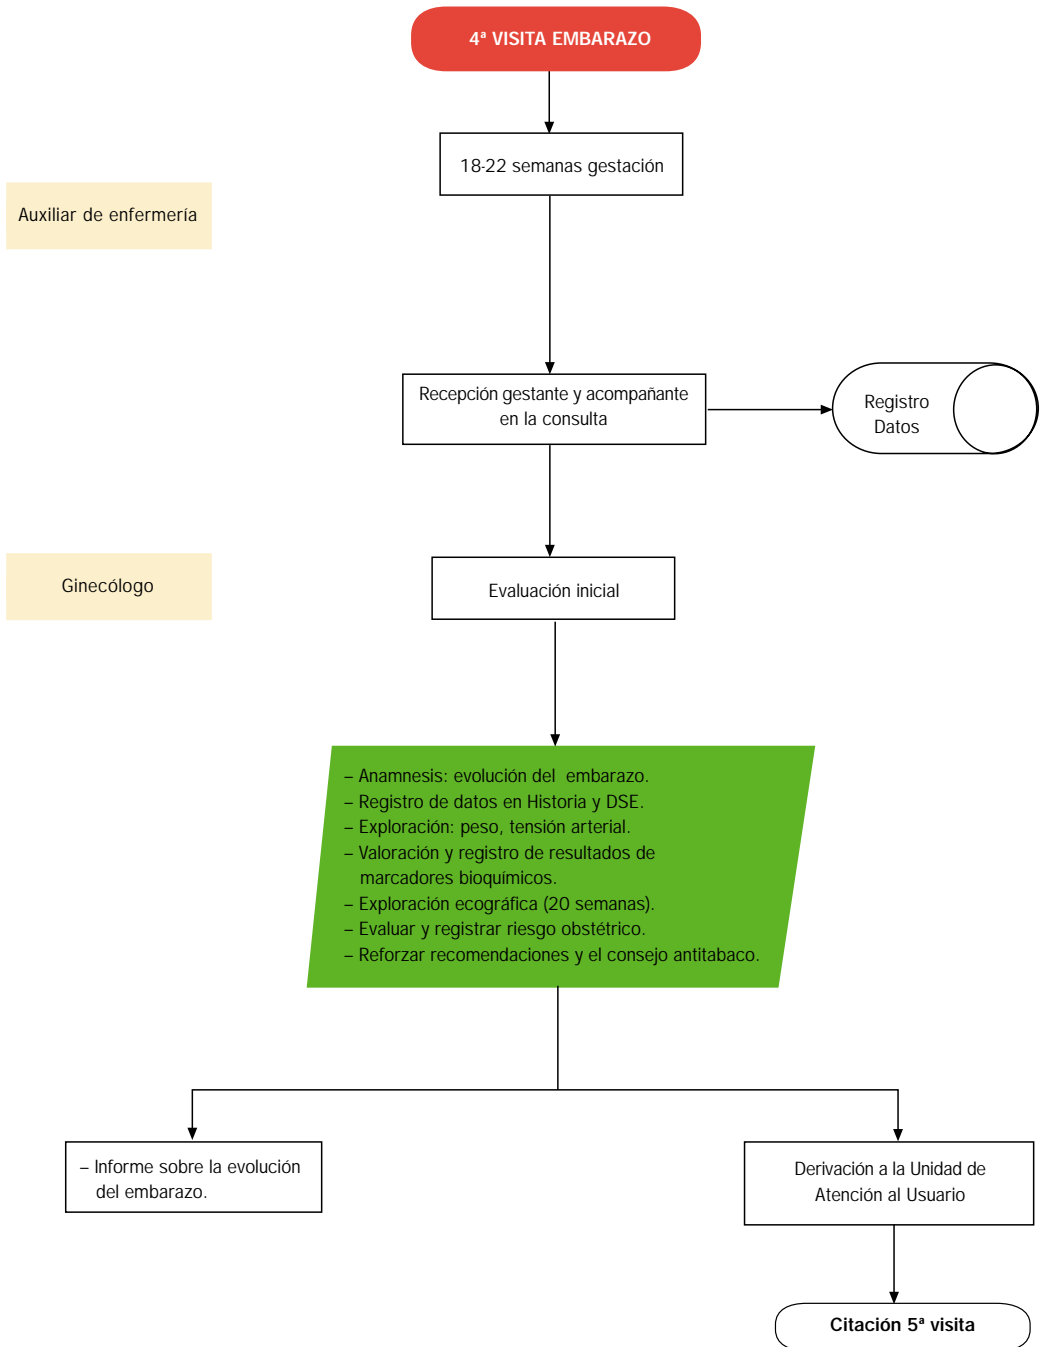 4ª VISITA EMBARAZO
18-22 semanas gestación
Auxiliar de enfermería
Recepción gestante y acompañante
en la consulta
Registro
Datos
Ginecólogo
Evaluación inicial
– Anamnesis: evolución del embarazo.
– Registro de datos en Historia y DSE.
– Exploración: peso, tensión arterial.
– Valoración y registro de resultados de
marcadores bioquímicos.
– Exploración ecográfica (20 semanas).
– Evaluar y registrar riesgo obstétrico.
– Reforzar recomendaciones y el consejo antitabaco.
– Informe sobre la evolución
del embarazo.
Derivación a la Unidad de
Atención al Usuario
Citación 5ª visita